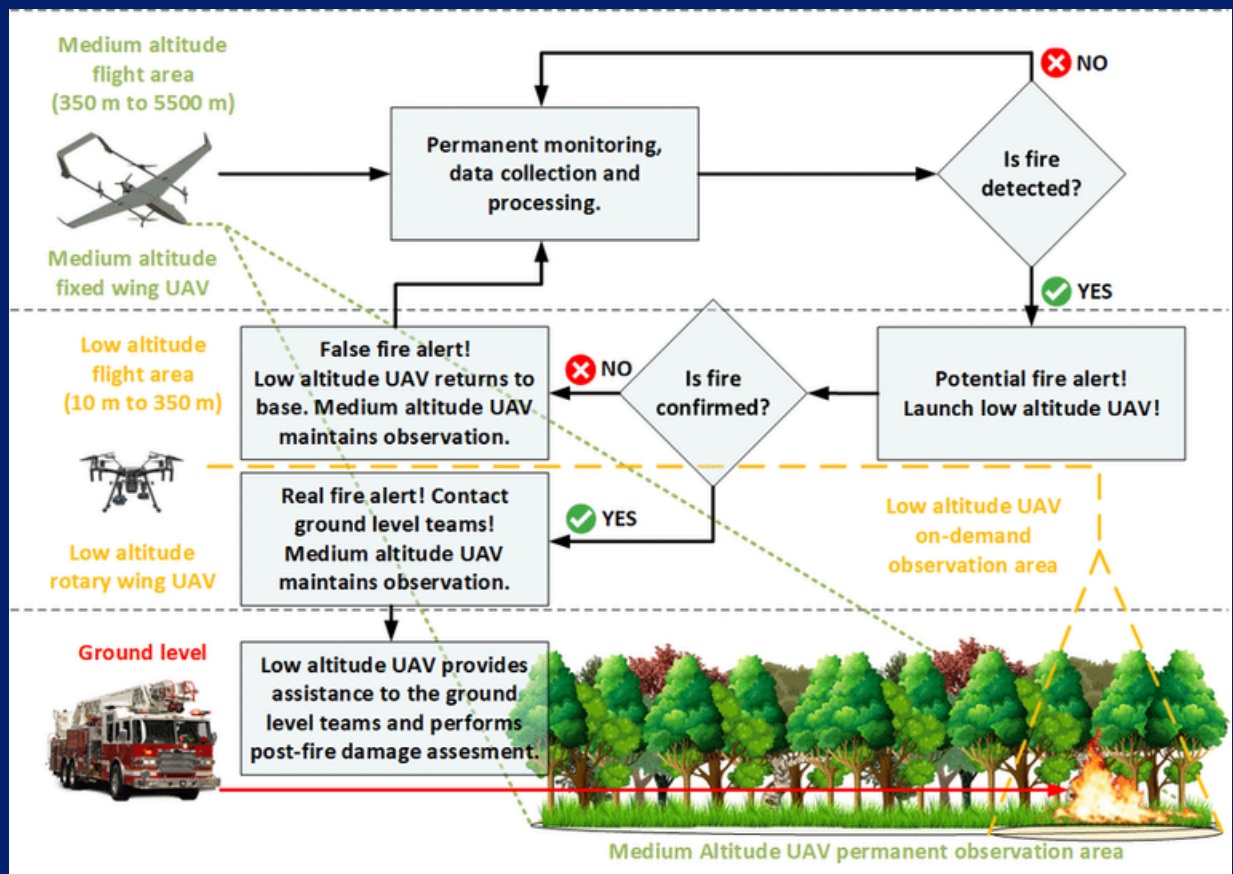 Medium altitude
flight area
(350 m to 5500 m)
NO
Permanent monitoring,
data collection and
processing.
Is fire
detected?
Medium altitude
fixed wing UAV
YES
Low altitude
flight area
(10 m to 350 m)
False fire alert!
Low altitude UAV returns to
base. Medium altitude UAV
maintains observation.
NO
Is fire
confirmed?
Potential fire alert!
Launch low altitude UAV!
Real fire alert! Contact
ground level teams!
Medium altitude UAV
maintains observation.
YES
Low altitude UAV
on-demand
observation area
Low altitude
rotary wing UAV
Ground level
Low altitude UAV provides
assistance to the ground
level teams and performs
post-fire damage assesment.
Medium Altitude UAV permanent observation area